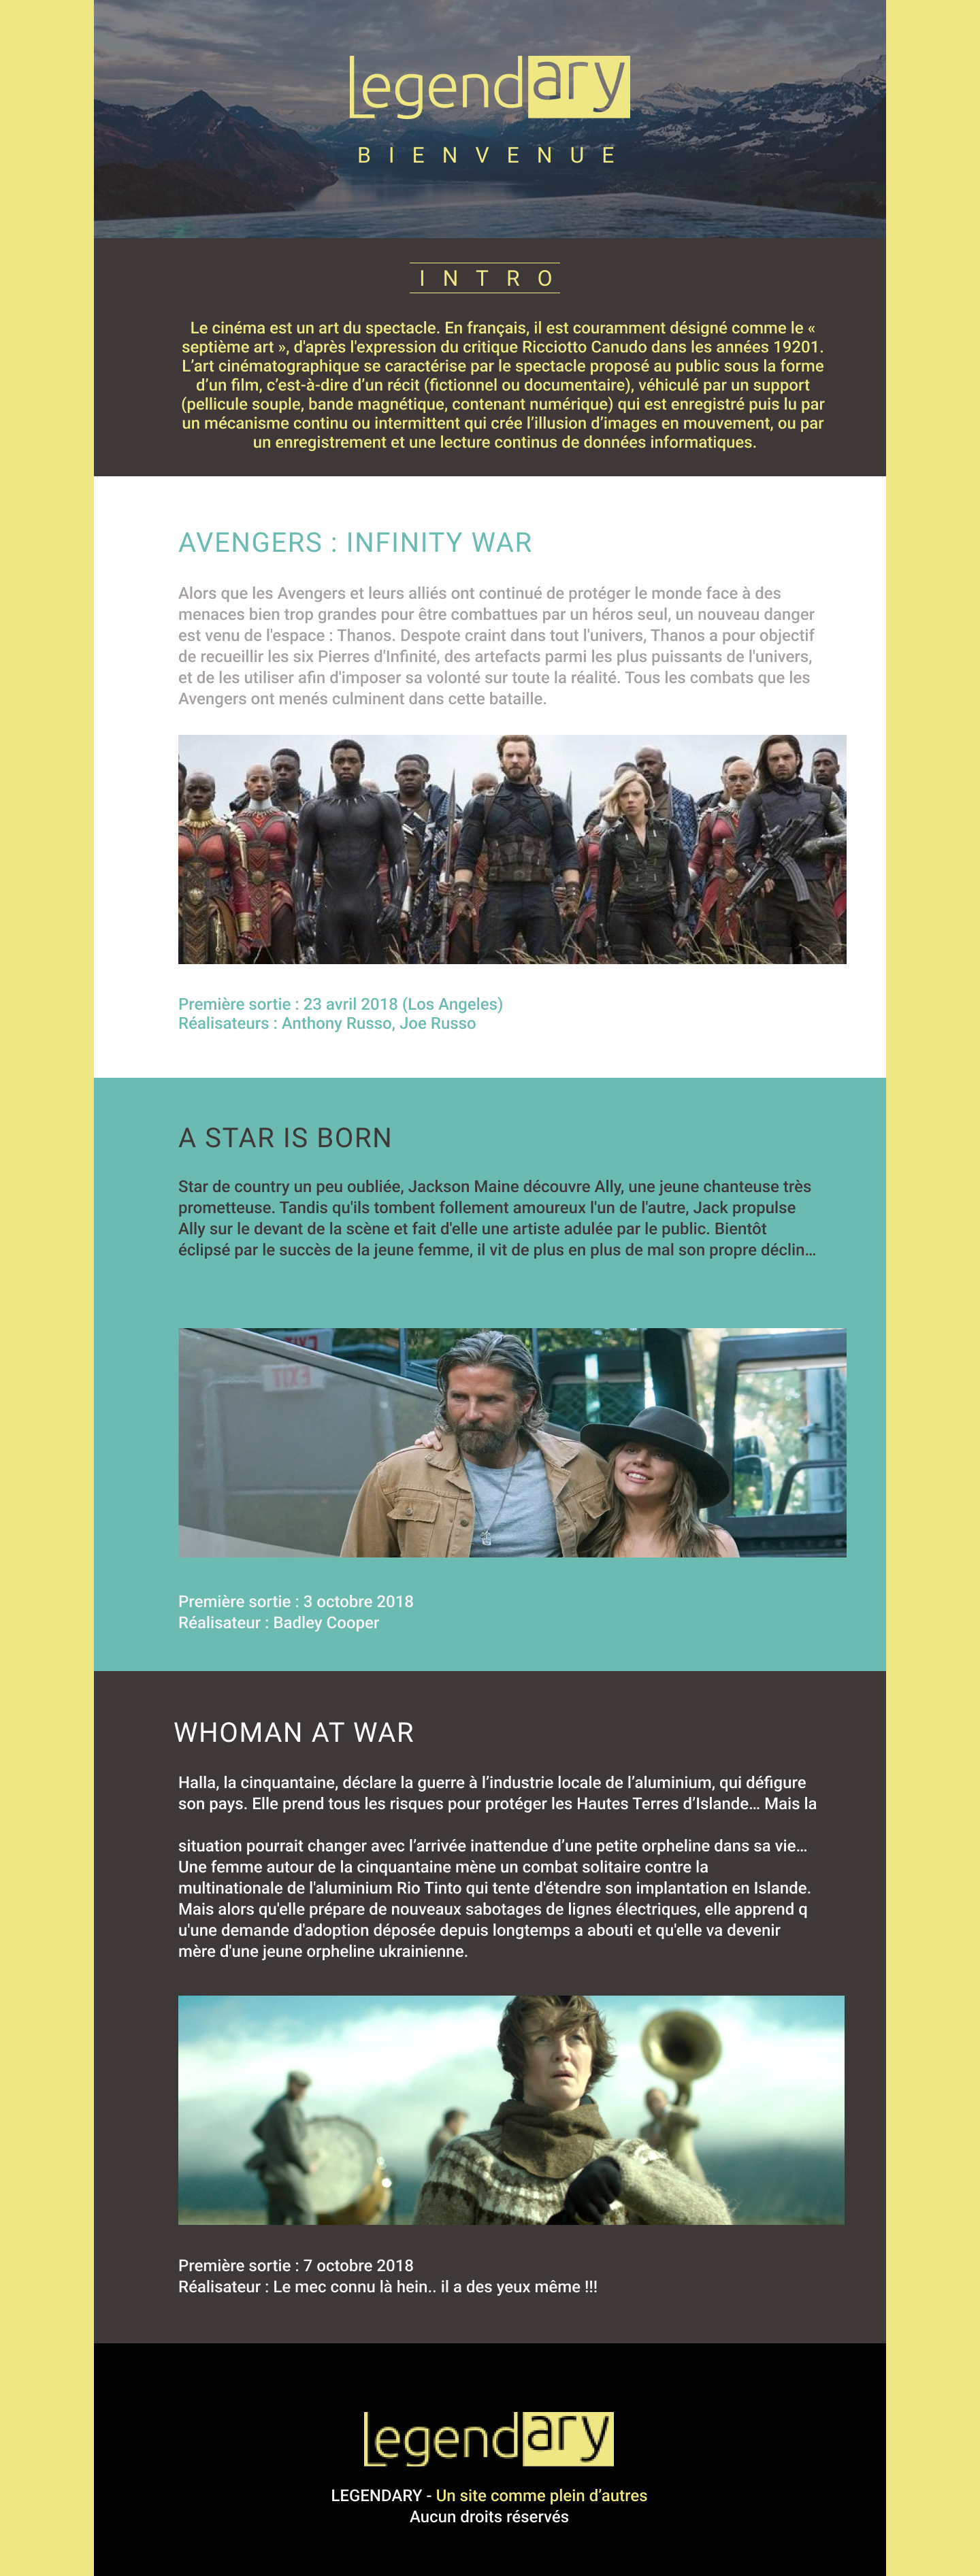 legendary
BIENVENUE
INTRO
Le cinéma est un art du spectacle. En français, il est couramment désigné comme le «
septième art », d'après l'expression du critique Ricciotto Canudo dans les années 19201.
L’art cinématographique se caractérise par le spectacle proposé au public sous la forme
d’un film, c’est-à-dire d’un récit (fictionnel ou documentaire), véhiculé par un support
(pellicule souple, bande magnétique, contenant numérique) qui est enregistré puis lu par
un mécanisme continu ou intermittent qui crée l’illusion d’images en mouvement, ou par
un enregistrement et une lecture continus de données informatiques.
AVENGERS : INFINITY WAR
Alors que les Avengers et leurs alliés ont continué de protéger le monde face à des
menaces bien trop grandes pour être combattues par un héros seul, un nouveau danger
est venu de l'espace : Thanos. Despote craint dans tout l'univers, Thanos a pour objectif
de recueillir les six Pierres d'Infinité, des artefacts parmi les plus puissants de l'univers,
et de les utiliser afin d'imposer sa volonté sur toute la réalité. Tous les combats que les
Avengers ont menés culminent dans cette bataille.
Première sortie : 23 avril 2018 (Los Angeles)
Réalisateurs : Anthony Russo, Joe Russo
A STAR IS BORN
Star de country un peu oubliée, Jackson Maine découvre Ally, une jeune chanteuse très
prometteuse. Tandis qu'ils tombent follement amoureux l'un de l'autre, Jack propulse
Ally sur le devant de la scène et fait d'elle une artiste adulée par le public. Bientôt
éclipsé par le succès de la jeune femme, il vit de plus en plus de mal son propre déclin…
EXIT
EXIT
Première sortie : 3 octobre 2018
Réalisateur : Badley Cooper
WHOMAN AT WAR
Halla, la cinquantaine, déclare la guerre à l’industrie locale de l’aluminium, qui défigure
son pays. Elle prend tous les risques pour protéger les Hautes Terres d’Islande… Mais la
situation pourrait changer avec l’arrivée inattendue d’une petite orpheline dans sa vie…
Une femme autour de la cinquantaine mène un combat solitaire contre la
multinationale de l'aluminium Rio Tinto qui tente d'étendre son implantation en Islande.
Mais alors qu'elle prépare de nouveaux sabotages de lignes électriques, elle apprend q
u'une demande d'adoption déposée depuis longtemps a abouti et qu'elle va devenir
mère d'une jeune orpheline ukrainienne.
Première sortie : 7 octobre 2018
Réalisateur : Le mec connu là hein.. il a des yeux même !!!
legendary
LEGENDARY - Un site comme plein d’autres
Aucun droits réservés